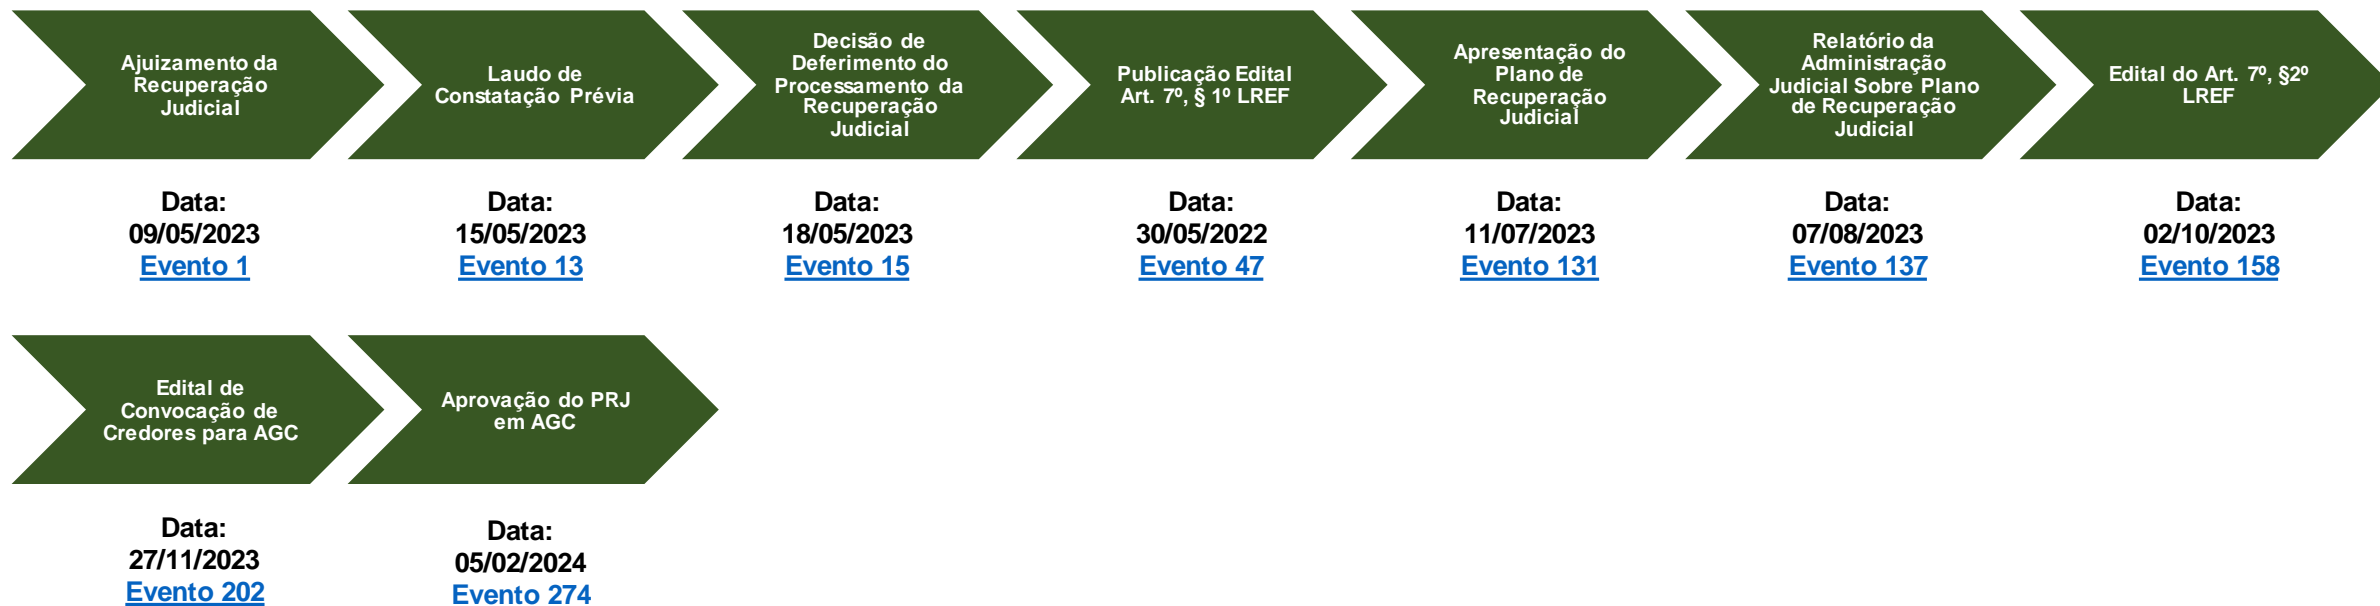 Ajuizamento da
Recuperação
Judicial
Laudo de
Constatação Prévia
Decisão de
Deferimento do
Processamento da
Recuperação
Judicial
Publicação Edital
Art. 7º, § 1º LREF
Apresentação do
Plano de
Recuperação
Judicial
Relatório da
Administração
Judicial Sobre Plano
de Recuperação
Judicial
Edital do Art. 7º, §2º
LREF
Data:
09/05/2023
Evento 1
Data:
15/05/2023
Evento 13
Data:
18/05/2023
Evento 15
Data:
30/05/2022
Evento 47
Data:
11/07/2023
Evento 131
Data:
07/08/2023
Evento 137
Data:
02/10/2023
Evento 158
Edital de
Convocação de
Credores para AGC
Aprovação do PRJ
em AGC
Data:
27/11/2023
Evento 202
Data:
05/02/2024
Evento 274